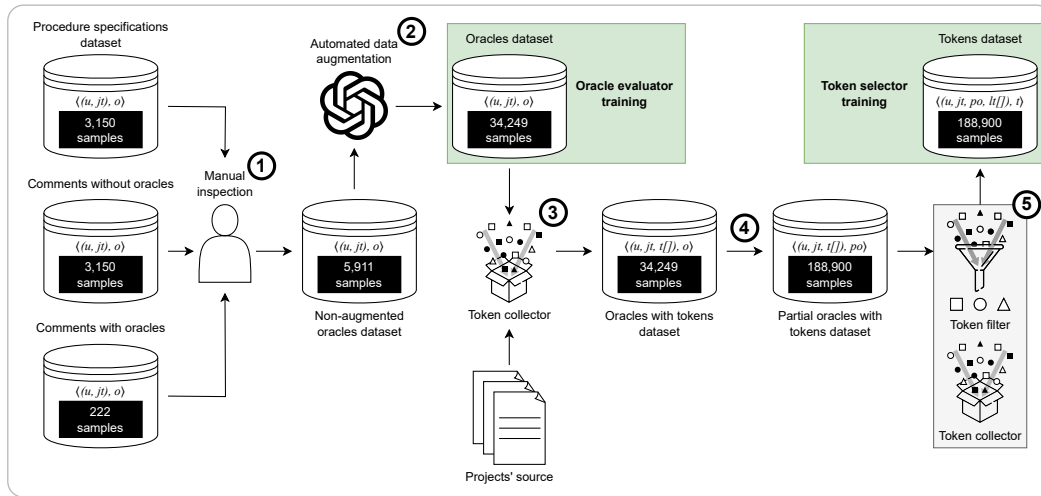 Procedure specifications
dataset
⟨(u, jt), o⟩
3,150
samples
Comments without oracles
⟨(u, jt), o⟩
3,150
samples
Comments with oracles
⟨(u, jt), o⟩
222
samples
1
Manual
inspection
2
Automated data
augmentation
⟨(u, jt), o⟩
5,911
samples
Non-augmented
oracles dataset
Oracles dataset
⟨(u, jt), o⟩
34,249
samples
Oracle evaluator
training
3
Token collector
Projects' source
⟨(u, jt, t[]), o⟩
34,249
samples
Oracles with tokens
dataset
4
⟨(u, jt, t[]), po⟩
188,900
samples
Partial oracles with
tokens dataset
Tokens dataset
Token selector
training
⟨(u, jt, po, lt[]), t⟩
188,900
samples
5
Token filter
Token collector